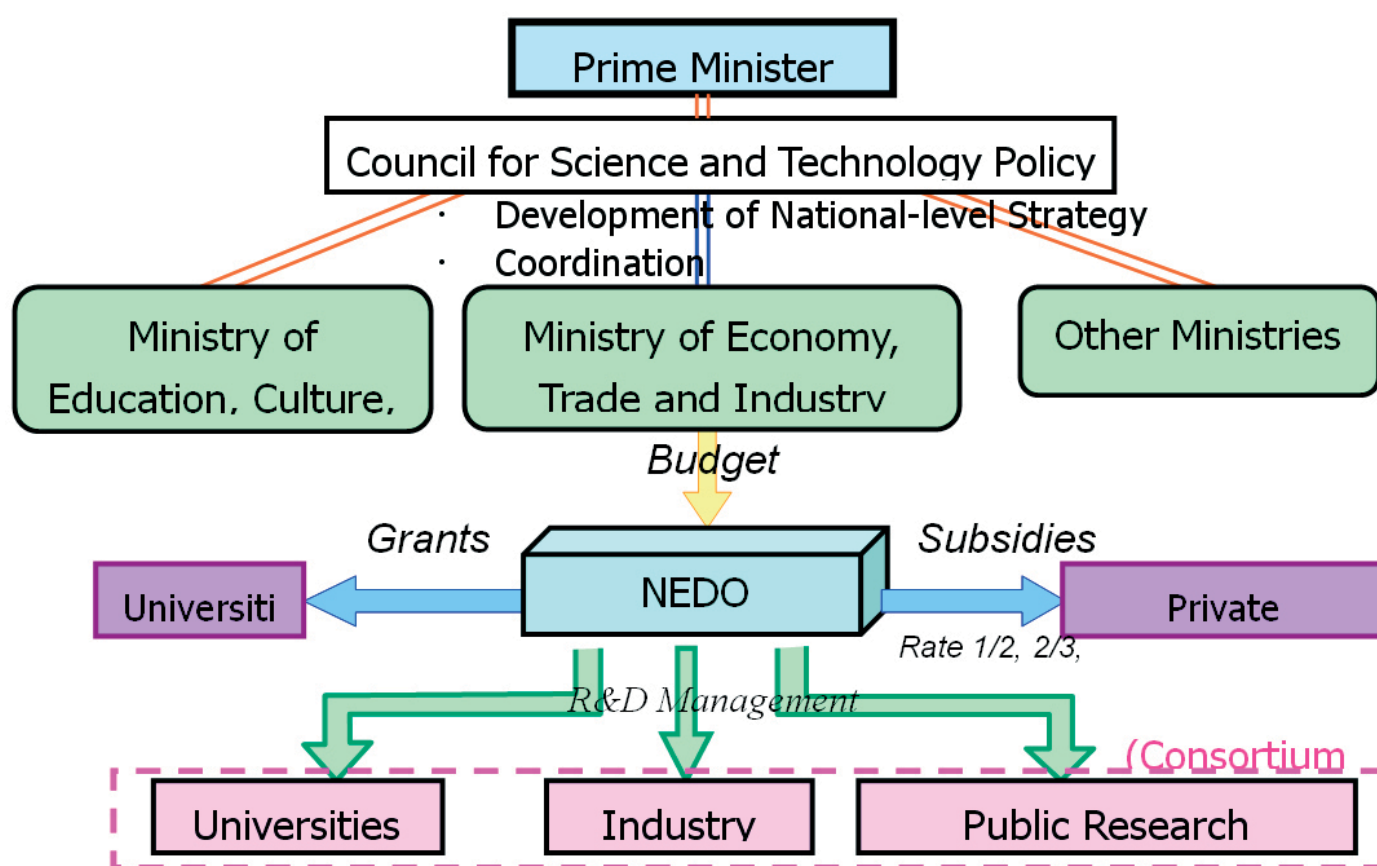 Prime Minister
Council for Science and Technology Policy
· Development of National-level Strategy
· Coordination
Ministry of
Education, Culture,
Ministry of Economy,
Trade and Industry
Other Ministries
Budget
Grants
Subsidies
Universiti
NEDO
Private
Rate 1/2, 2/3,
R&D Management
(Consortium
Universities
Industry
Public Research